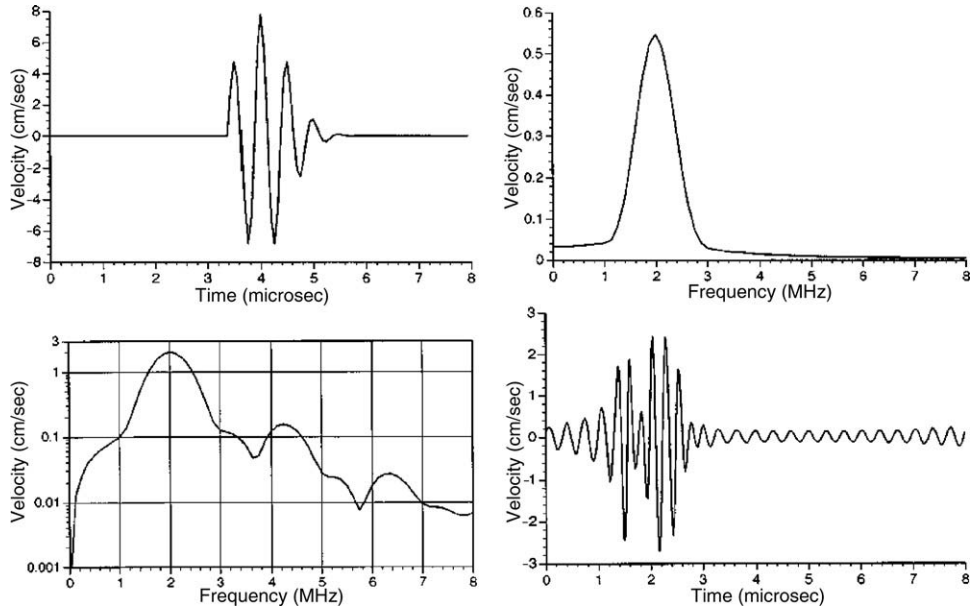 8
6
4
2
0
−2
−4
−6
−8
Velocity (cm/sec)
0 1 2 3 4 5 6 7 8
Time (microsec)
0.6
0.5
0.4
0.3
0.2
0.1
0
Velocity (cm/sec)
0 1 2 3 4 5 6 7 8
Frequency (MHz)
3
1
0.1
0.01
0.001
Velocity (cm/sec)
0 1 2 3 4 5 6 7 8
Frequency (MHz)
3
2
1
0
−1
−2
−3
Velocity (cm/sec)
0 1 2 3 4 5 6 7 8
Time (microsec)